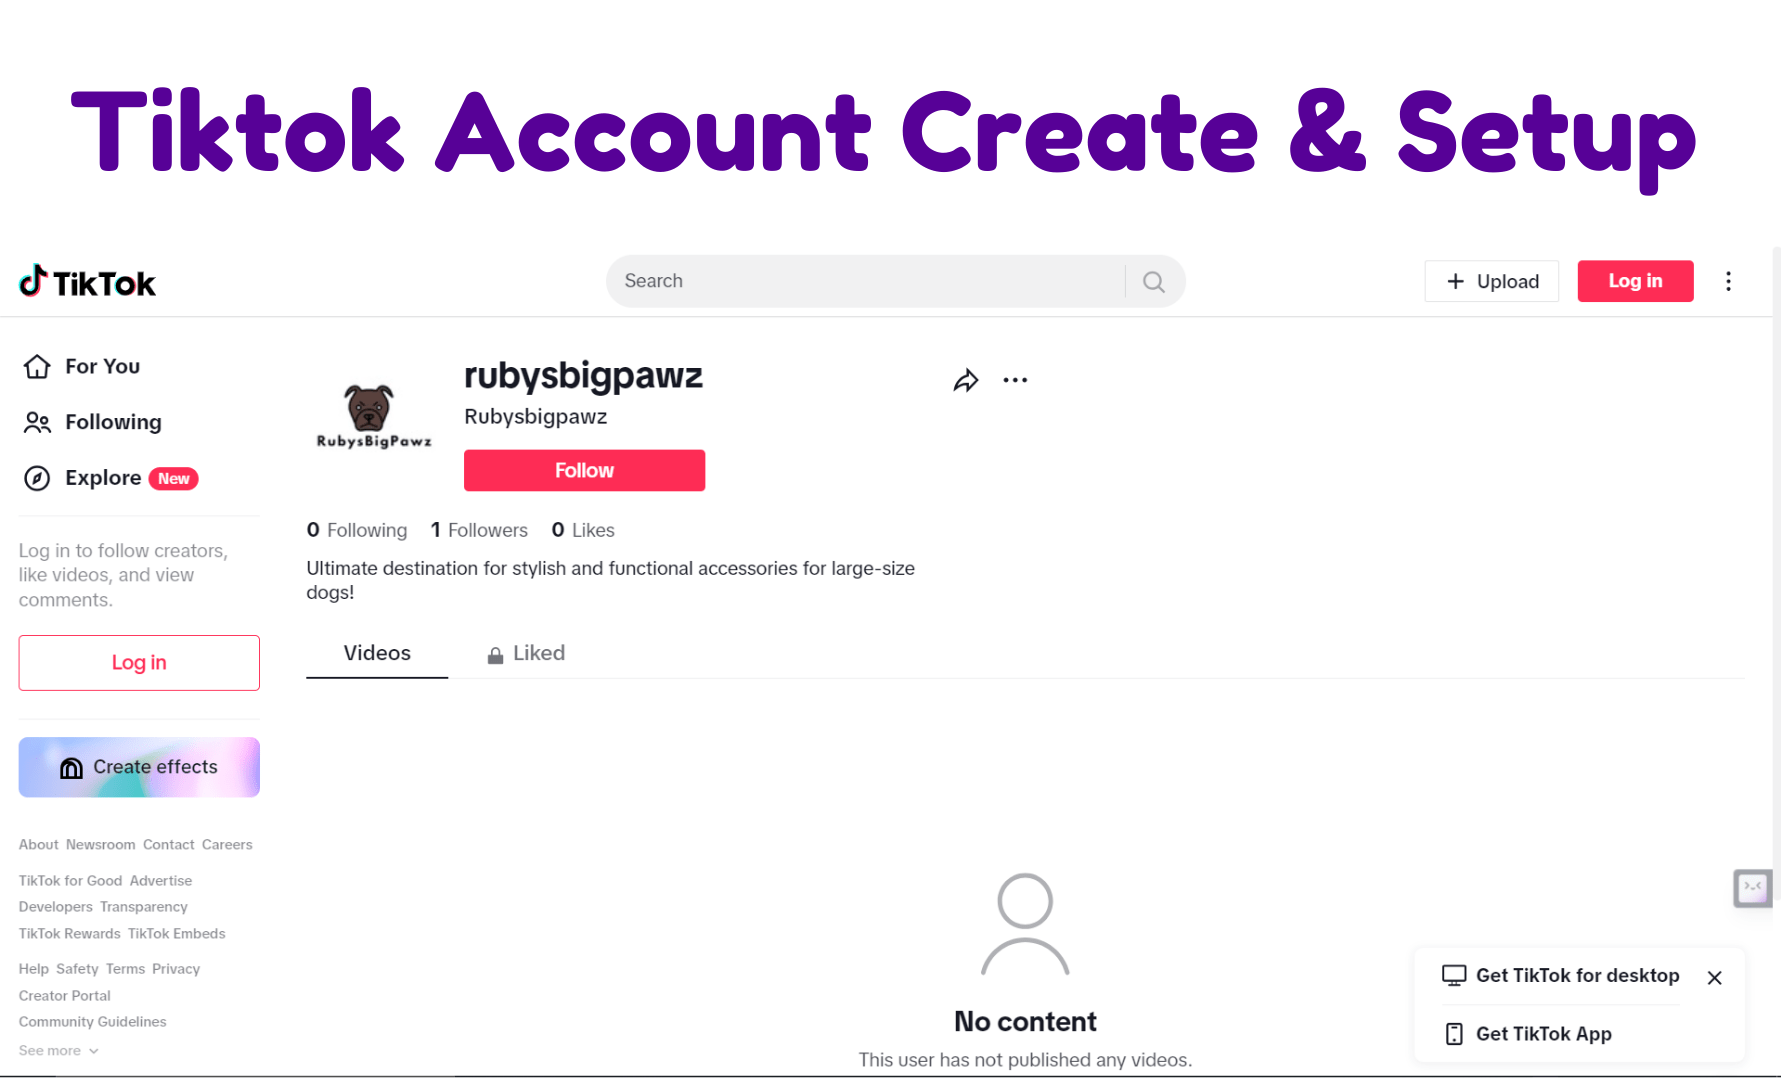 Tiktok Account Create & Setup
TikTok
Search
Upload
Log in
For You
Following
Explore New
Log in to follow creators,
like videos, and view
comments.
Log in
Create effects
About Newsroom Contact Careers
TikTok for Good Advertise
Developers Transparency
TikTok Rewards TikTok Embeds
Help Safety Terms Privacy
Creator Portal
Community Guidelines
See more
RubysBigPawz
rubysbigpawz
Rubysbigpawz
Follow
0 Following 1 Followers 0 Likes
Ultimate destination for stylish and functional accessories for large-size
dogs!
Videos Liked
No content
This user has not published any videos.
Get TikTok for desktop
Get TikTok App